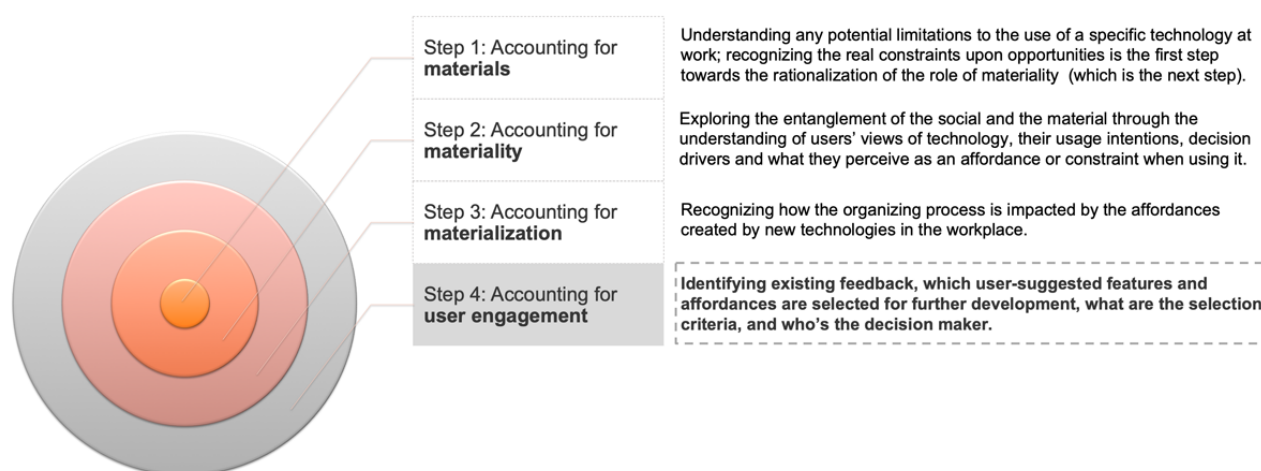 Step 1: Accounting for
materials
Understanding any potential limitations to the use of a specific technology at
work; recognizing the real constraints upon opportunities is the first step
towards the rationalization of the role of materiality (which is the next step).
Step 2: Accounting for
materiality
Exploring the entanglement of the social and the material through the
understanding of users' views of technology, their usage intentions, decision
drivers and what they perceive as an affordance or constraint when using it.
Step 3: Accounting for
materialization
Recognizing how the organizing process is impacted by the affordances
created by new technologies in the workplace.
Step 4: Accounting for
user engagement
Identifying existing feedback, which user-suggested features and
affordances are selected for further development, what are the selection
criteria, and who's the decision maker.